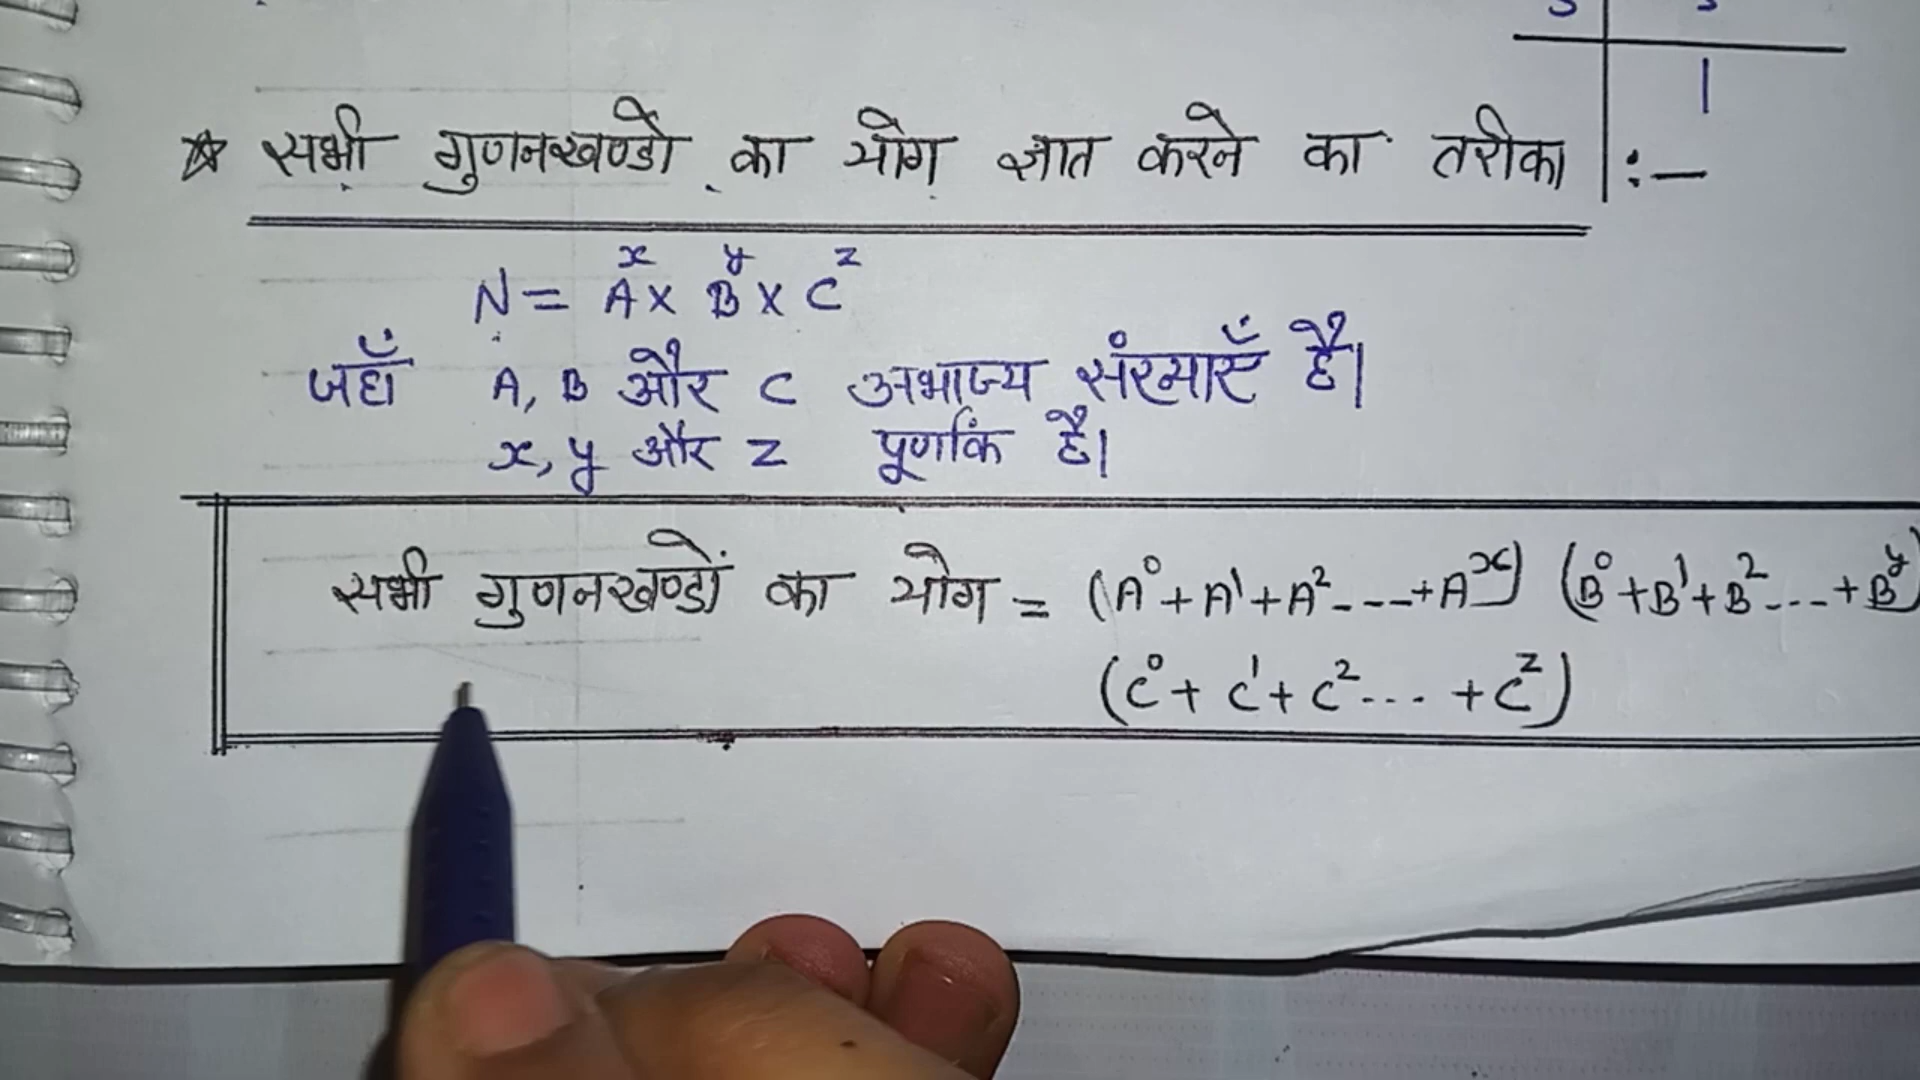 1
☆ सभी गुणनखण्डो का योग ज्ञात करने का तरीका :—
N = A^x × B^y × C^z
जहाँ A, B और C अभाज्य संख्याएँ है।
x, y और z पूर्णांक है।
सभी गुणनखण्डों का योग = (A^0 + A^1 + A^2 ---- + A^x) (B^0 + B^1 + B^2 ---- + B^y)
(C^0 + C^1 + C^2 ---- + C^z)